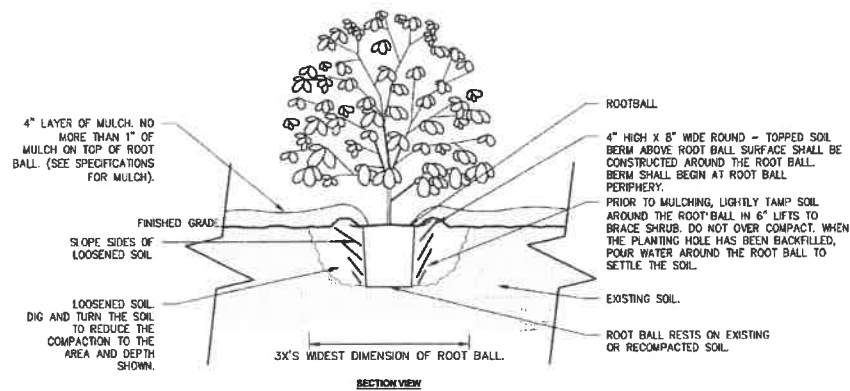 4" LAYER OF MULCH. NO
MORE THAN 1" OF
MULCH ON TOP OF ROOT
BALL. (SEE SPECIFICATIONS
FOR MULCH).
FINISHED GRADE
SLOPE SIDES OF
LOOSENED SOIL
LOOSENED SOIL.
DIG AND TURN THE SOIL
TO REDUCE THE
COMPACTION TO THE
AREA AND DEPTH
SHOWN.
ROOTBALL
4" HIGH X 8" WIDE ROUND - TOPPED SOIL
BERM ABOVE ROOT BALL SURFACE SHALL BE
CONSTRUCTED AROUND THE ROOT BALL.
BERM SHALL BEGIN AT ROOT BALL
PERIPHERY.
PRIOR TO MULCHING, LIGHTLY TAMP SOIL
AROUND THE ROOT BALL IN 6" LIFTS TO
BRACE SHRUB. DO NOT OVER COMPACT. WHEN
THE PLANTING HOLE HAS BEEN BACKFILLED,
POUR WATER AROUND THE ROOT BALL TO
SETTLE THE SOIL.
EXISTING SOIL.
ROOT BALL RESTS ON EXISTING
OR RECOMPACTED SOIL.
3X'S WIDEST DIMENSION OF ROOT BALL.
SECTION VIEW